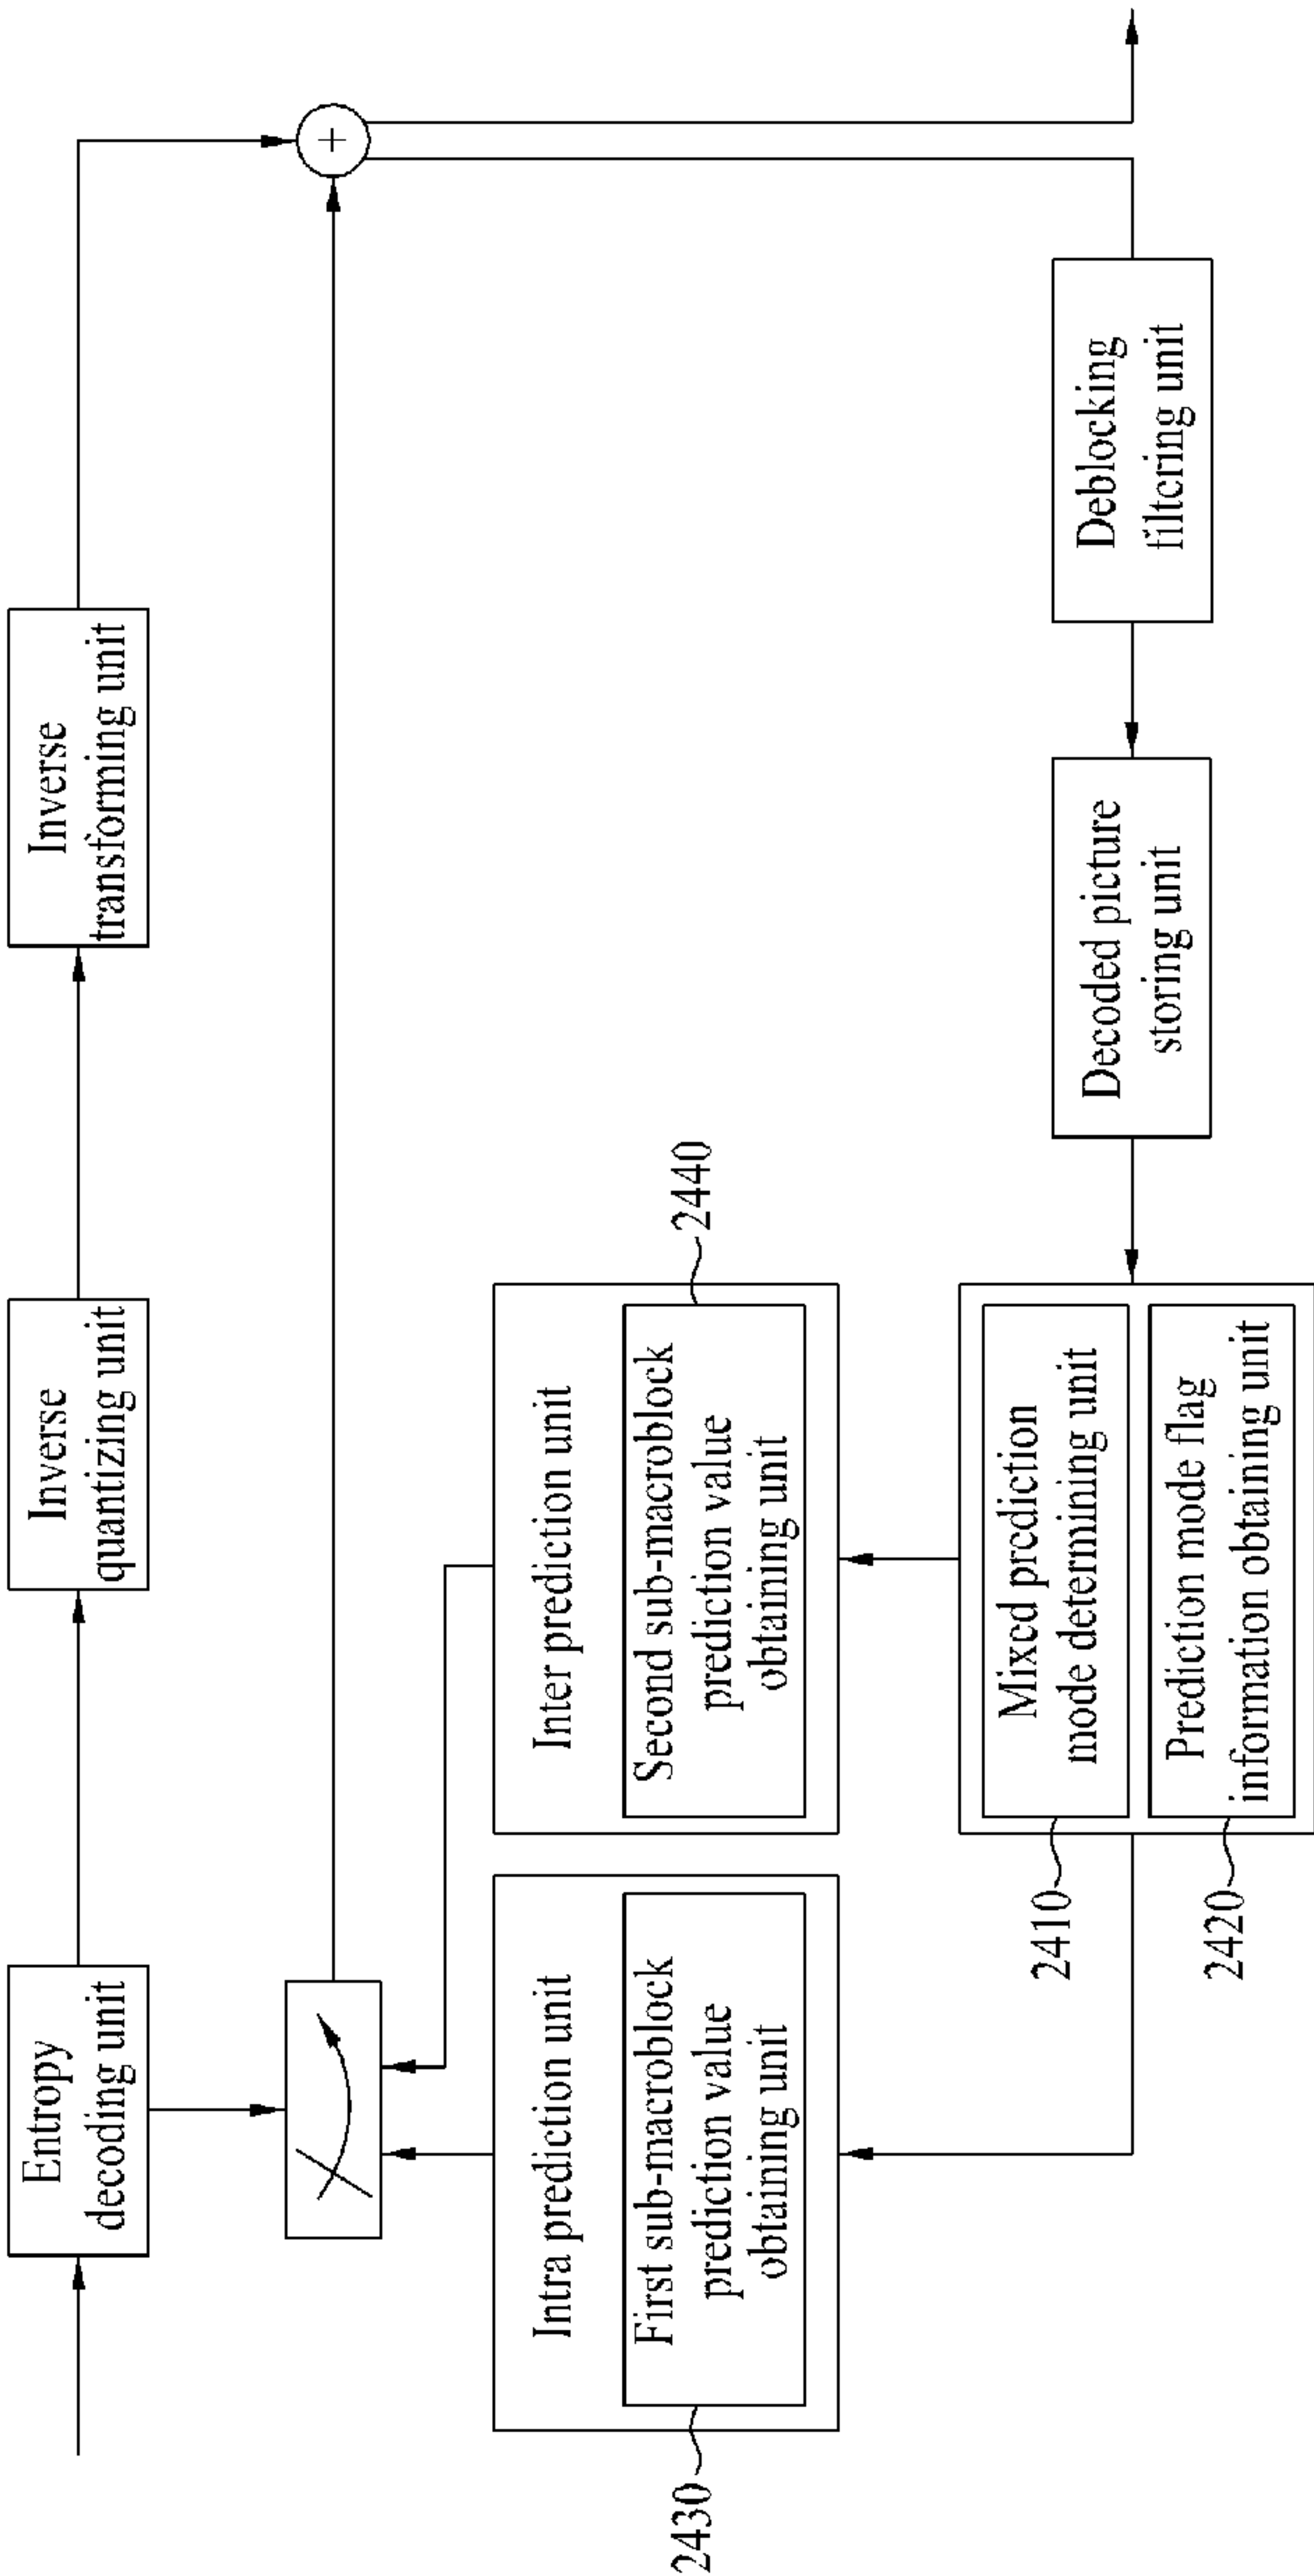 Entropy
decoding unit
Inverse
quantizing unit
Inverse
transforming unit
+
Intra prediction unit
First sub-macroblock
prediction value
obtaining unit
2430
Inter prediction unit
Second sub-macroblock
prediction value
obtaining unit
2440
Mixed prediction
mode determining unit
2410
Prediction mode flag
information obtaining unit
2420
Decoded picture
storing unit
Deblocking
filtering unit